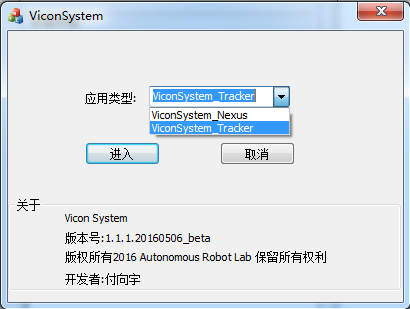 ViconSystem
应用类型: ViconSystem_Tracker
ViconSystem_Nexus
ViconSystem_Tracker
进入 取消
关于
Vicon System
版本号:1.1.1.20160506_beta
版权所有2016 Autonomous Robot Lab 保留所有权利
开发者:付向宇